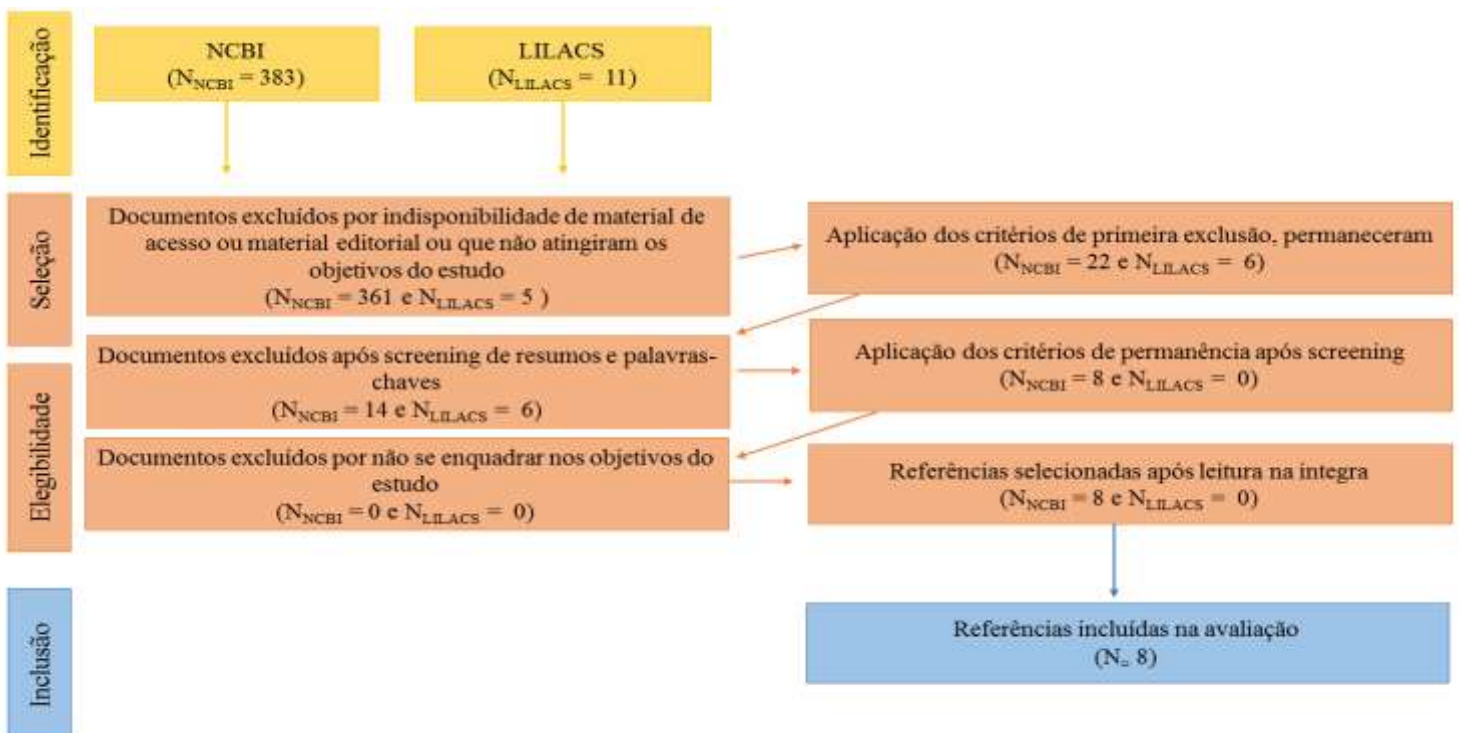 Identificação
NCBI
(NNCBI = 383)
LILACS
(NLILACS = 11)
Seleção
Documentos excluídos por indisponibilidade de material de
acesso ou material editorial ou que não atingiram os
objetivos do estudo
(NNCBI = 361 e NLILACS = 5 )
Aplicação dos critérios de primeira exclusão, permaneceram
(NNCBI = 22 e NLILACS = 6)
Elegibilidade
Documentos excluídos após screening de resumos e palavras-
chaves
(NNCBI = 14 e NLILACS = 6)
Aplicação dos critérios de permanência após screening
(NNCBI = 8 e NLILACS = 0)
Documentos excluídos por não se enquadrar nos objetivos do
estudo
(NNCBI = 0 e NLILACS = 0)
Referências selecionadas após leitura na íntegra
(NNCBI = 8 e NLILACS = 0)
Inclusão
Referências incluídas na avaliação
(N= 8)